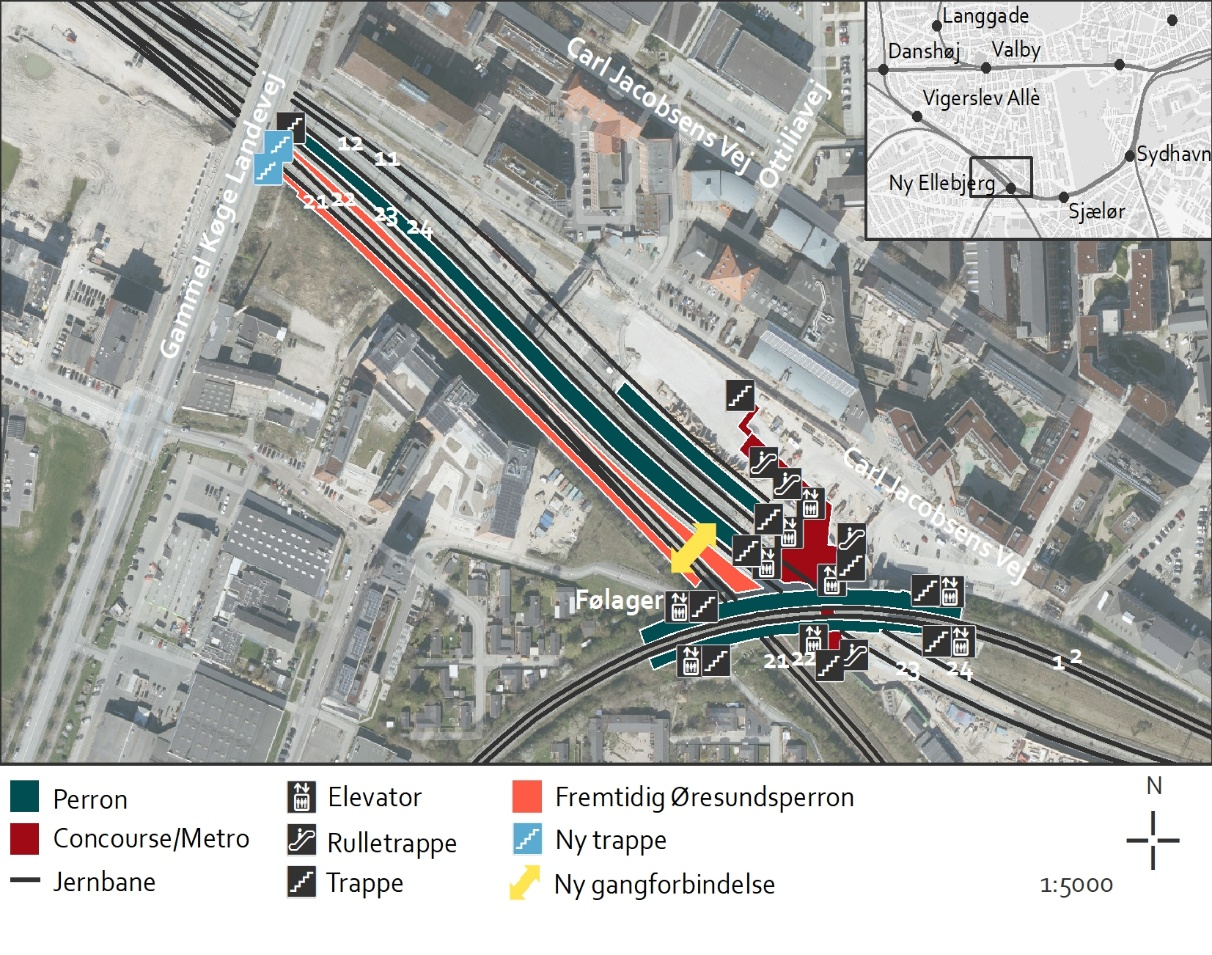 Carl Jacobsens Vej
Ottiliavej
Gammel Køge Landevej
12
11
21
22
23
24
Carl Jacobsens Vej
Følager
21
22
23
24
1
2
Langgade
Danshøj
Valby
Vigerslev Allè
Sydhavn
Ny Ellebjerg
Sjælør
Perron
Concourse/Metro
Jernbane
Elevator
Rulletrappe
Trappe
Fremtidig Øresundsperron
Ny trappe
Ny gangforbindelse
N
1:5000